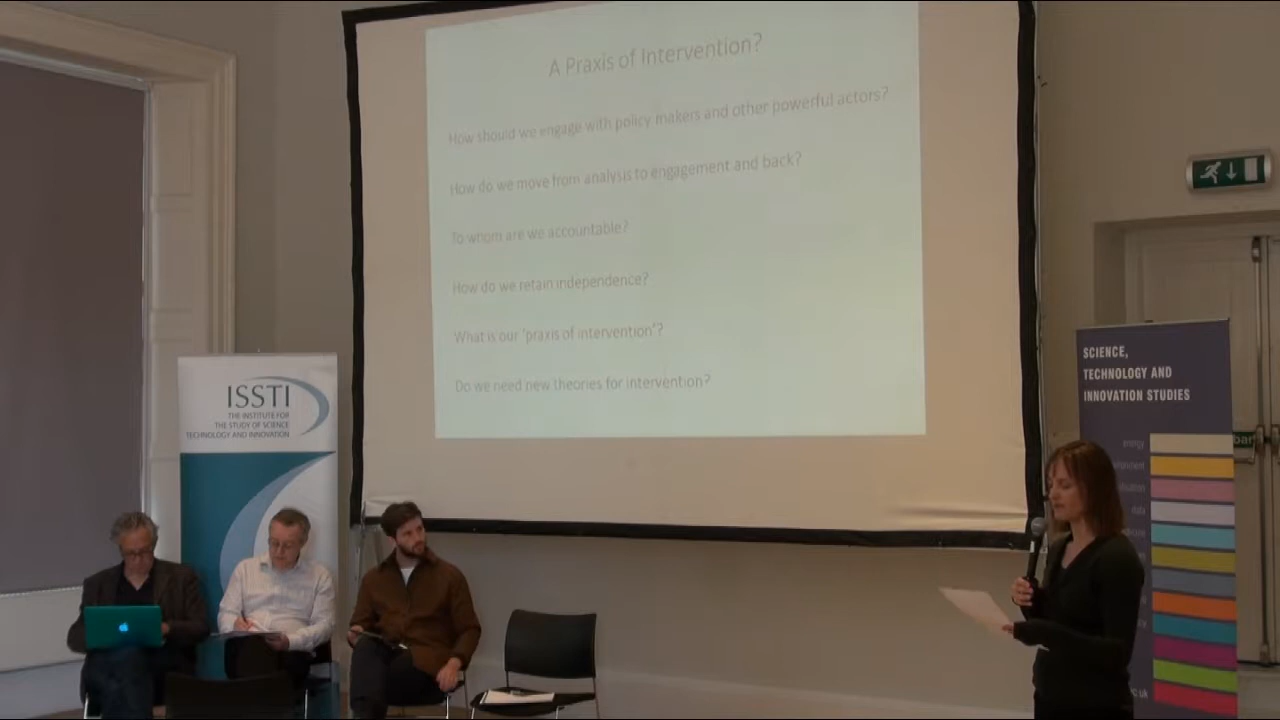 A Praxis of Intervention?
How should we engage with policy makers and other powerful actors?
How do we move from analysis to engagement and back?
To whom are we accountable?
How do we retain independence?
What is our 'praxis of intervention'?
Do we need new theories for intervention?
ISSTI
THE INSTITUTE FOR
THE STUDY OF SCIENCE
TECHNOLOGY AND INNOVATION
SCIENCE,
TECHNOLOGY AND
INNOVATION STUDIES
energy
data
bar